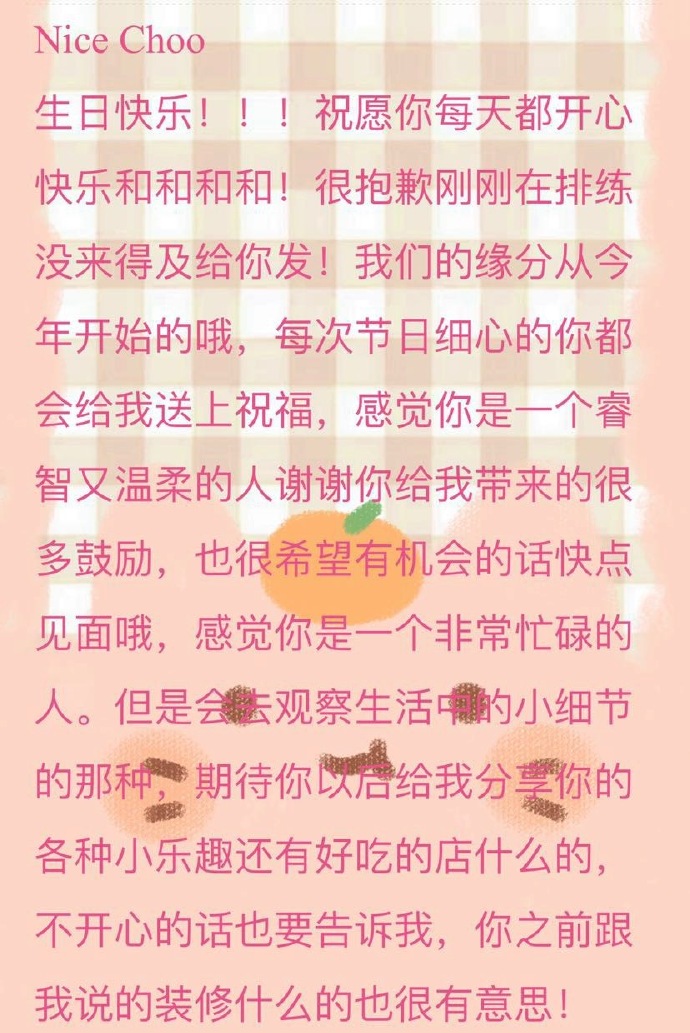 Nice Choo
生日快乐！！！祝愿你每天都开心
快乐和和和和！很抱歉刚刚在排练
没来得及给你发！我们的缘分从今
年开始的哦，每次节日细心的你都
会给我送上祝福，感觉你是一个睿
智又温柔的人谢谢你给我带来的很
多鼓励，也很希望有机会的话快点
见面哦，感觉你是一个非常忙碌的
人。但是会去观察生活中的小细节
的那种，期待你以后给我分享你的
各种小乐趣还有好吃的店什么的，
不开心的话也要告诉我，你之前跟
我说的装修什么的也很有意思！